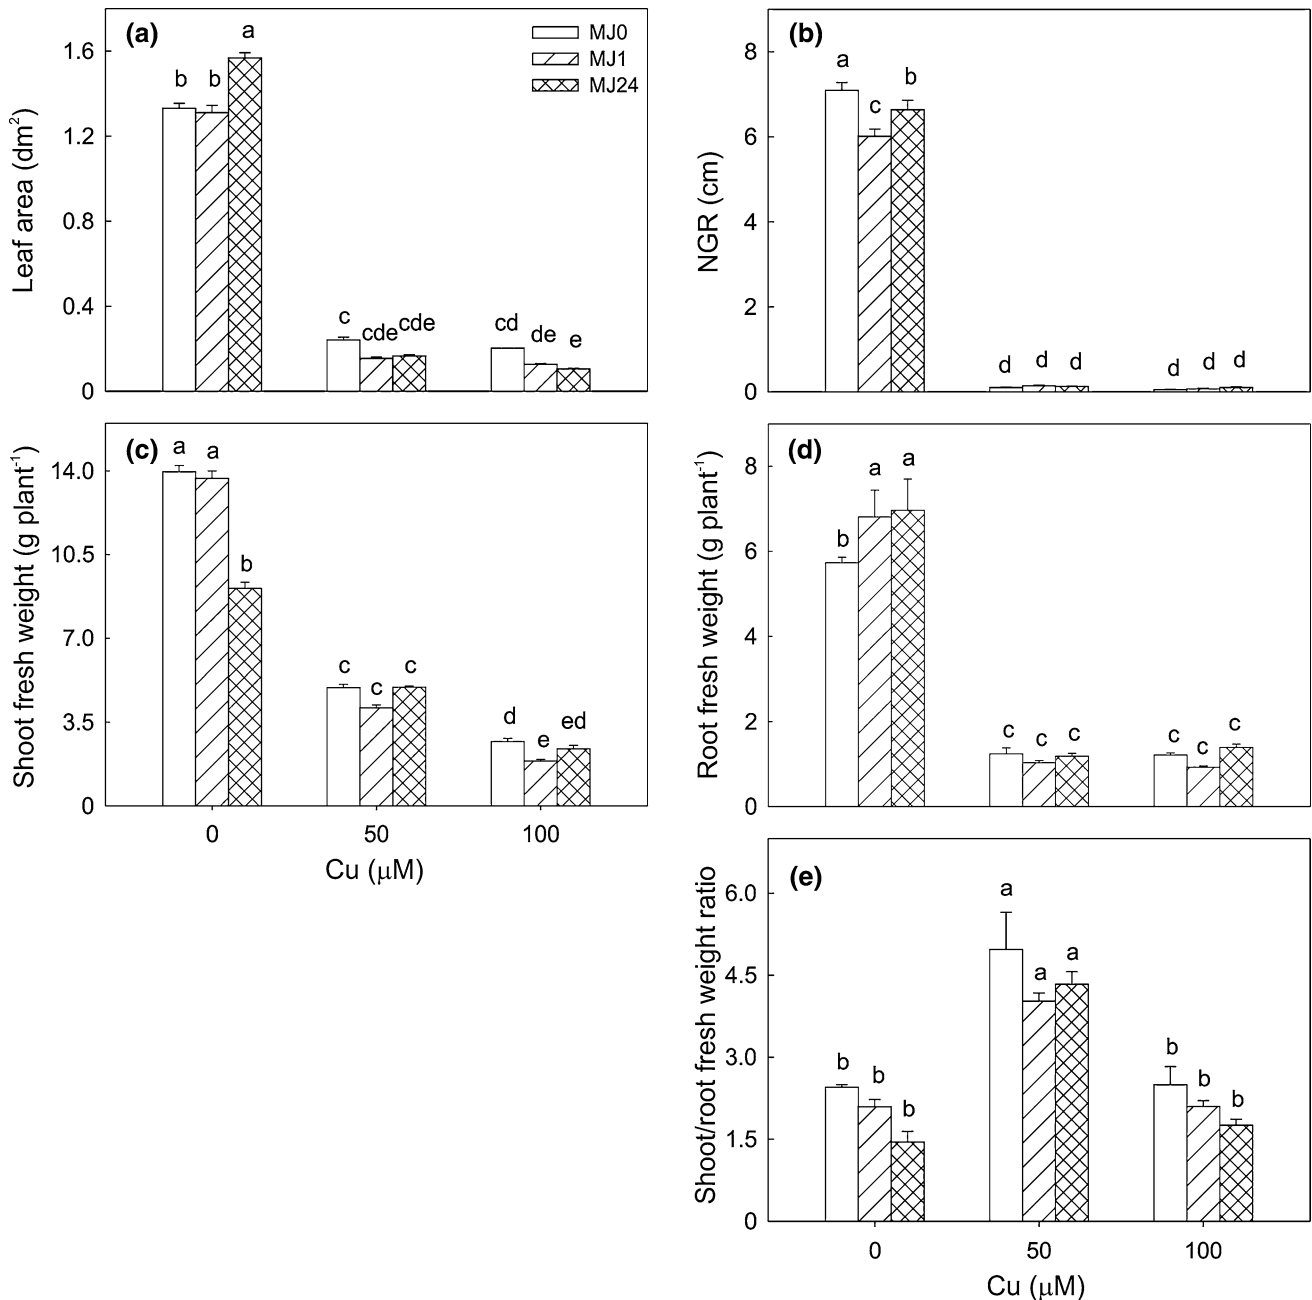 (a)
MJ0
MJ1
MJ24
Leaf area (dm2)
1.6
1.2
0.8
0.4
0
b b a
c cde cde
cd de e
(b)
NGR (cm)
8
6
4
2
0
a c b
d d d
d d d
(c)
Shoot fresh weight (g plant-1)
14.0
10.5
7.0
3.5
0
a a b
c c c
d e ed
0 50 100
Cu (μM)
(d)
Root fresh weight (g plant-1)
8
6
4
2
0
b a a
c c c
c c c
(e)
Shoot/root fresh weight ratio
6.0
4.5
3.0
1.5
0
b b b
a a a
b b b
0 50 100
Cu (μM)